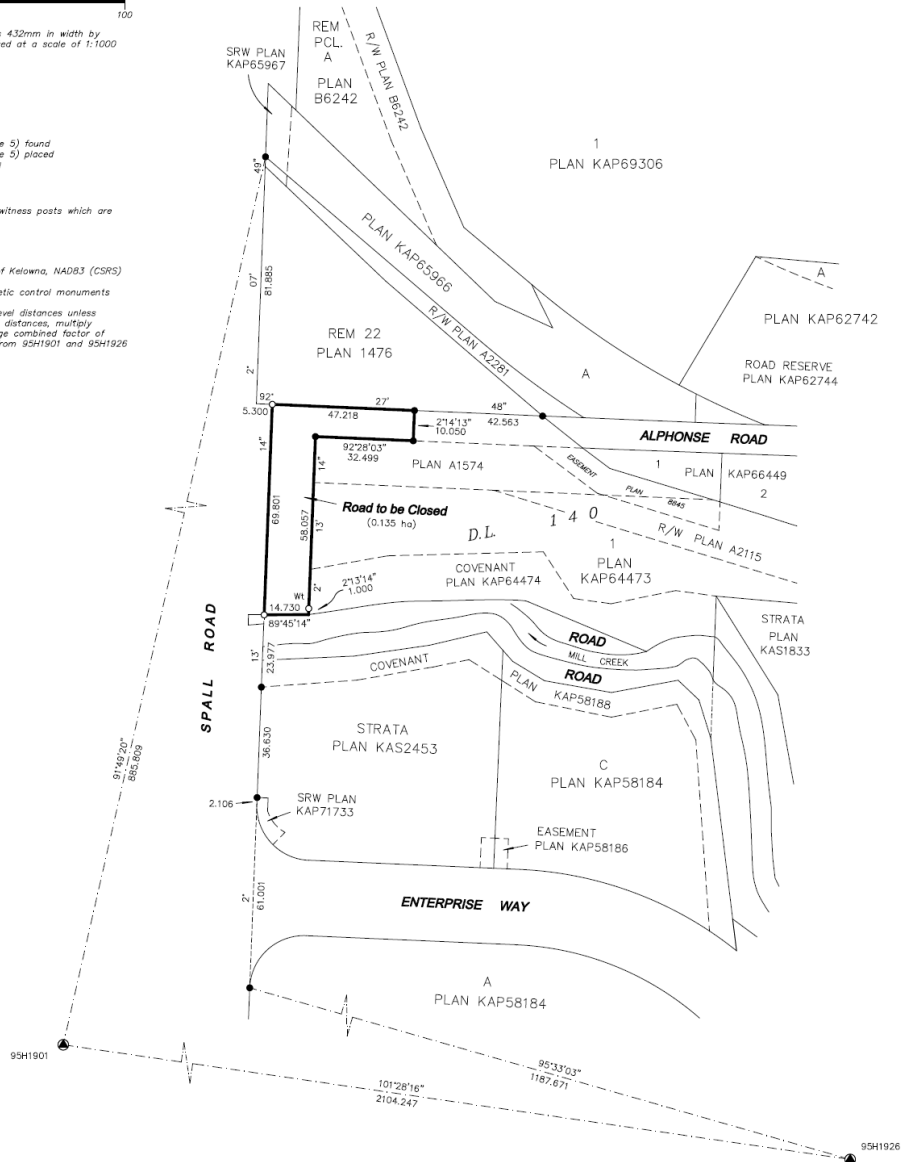 100
432mm in width by
ed at a scale of 1:1000
e 5) found
e 5) placed
witness posts which are
of Kelowna, NAD83 (CSRS)
etic control monuments
evel distances unless
distances, multiply
ge combined factor of
rom 95H1901 and 95H1926
SRW PLAN
KAP65967
REM
PCL.
A
PLAN
B6242
R/W PLAN B6242
1
PLAN KAP69306
49"
07'
81.885
2°
PLAN KAP65966
R/W PLAN A2281
REM 22
PLAN 1476
A
A
PLAN KAP62742
ROAD RESERVE
PLAN KAP62744
92°
27'
48"
5.300
47.218
42.563
2°14'13"
10.050
ALPHONSE ROAD
92°28'03"
32.499
PLAN A1574
EASEMENT
PLAN
8845
1
PLAN KAP66449
2
14"
69.801
14"
58.057
13'
2°
Road to be Closed
(0.135 ha)
D.L.
140
R/W PLAN A2115
1
PLAN
KAP64473
COVENANT
PLAN KAP64474
2°13'14"
1.000
Wt
14.730
89°45'14"
STRATA
PLAN
KAS1833
SPALL ROAD
13'
23.977
ROAD
MILL CREEK
ROAD
COVENANT
PLAN
KAP58188
36.630
STRATA
PLAN KAS2453
C
PLAN KAP58184
91°49'20"
885.809
2.106
SRW PLAN
KAP71733
EASEMENT
PLAN KAP58186
2°
61.001
ENTERPRISE WAY
A
PLAN KAP58184
95H1901
95°33'03"
1187.671
101°28'16"
2104.247
95H1926